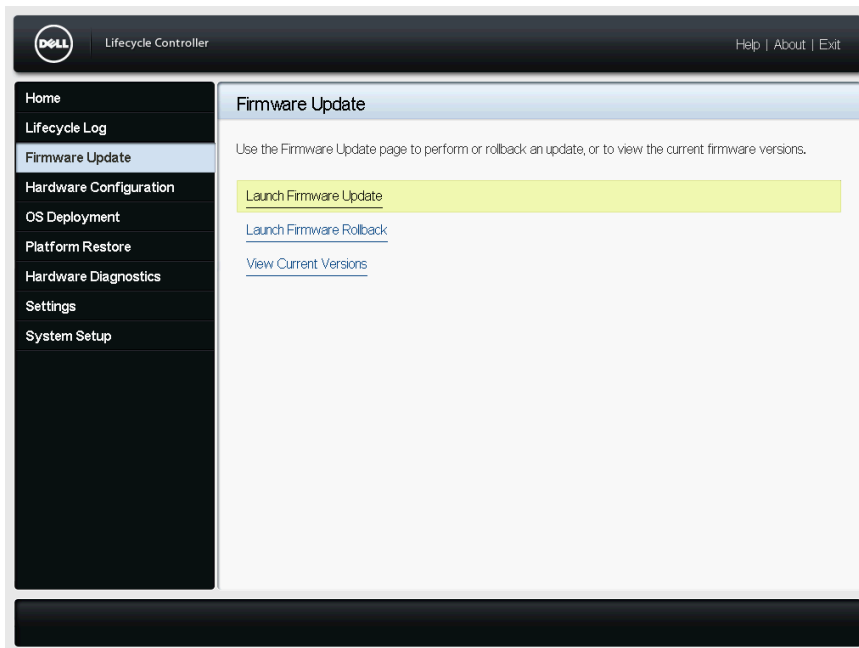 DELL
Lifecycle Controller
Help | About | Exit
Home
Lifecycle Log
Firmware Update
Hardware Configuration
OS Deployment
Platform Restore
Hardware Diagnostics
Settings
System Setup
Firmware Update
Use the Firmware Update page to perform or rollback an update, or to view the current firmware versions.
Launch Firmware Update
Launch Firmware Rollback
View Current Versions